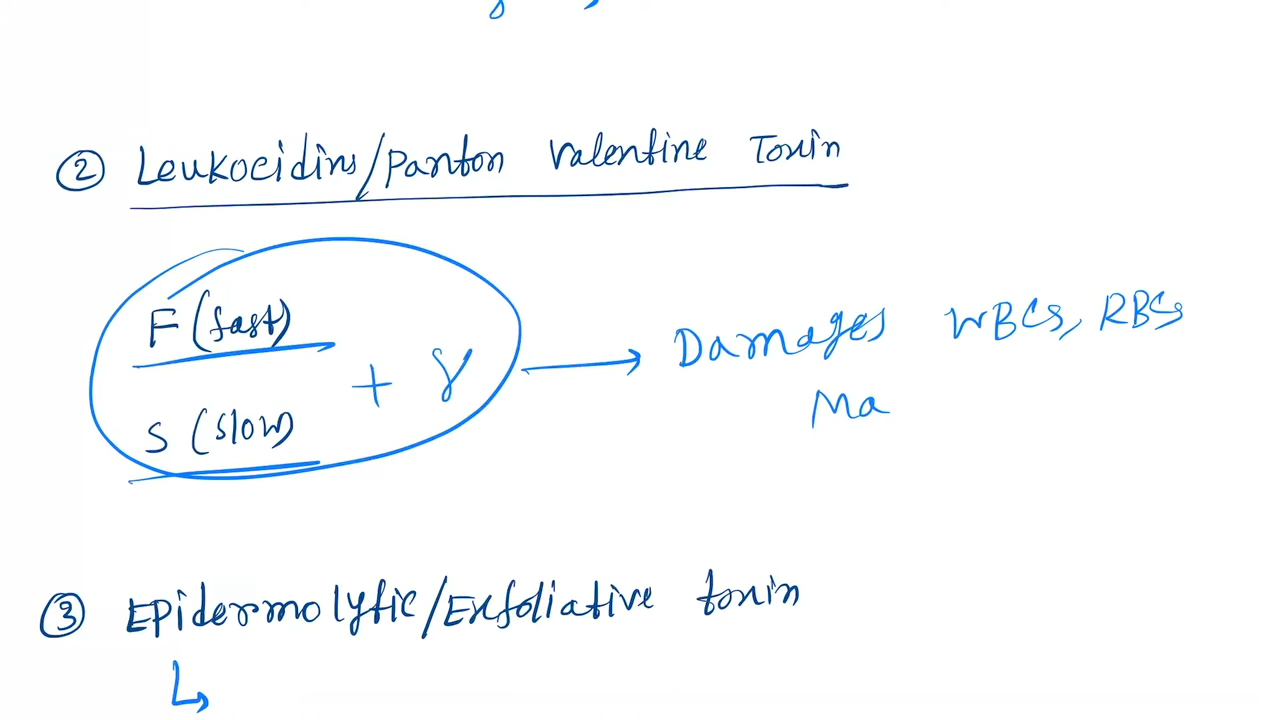 ② Leukocidins/Panton Valentine Toxin
F (fast)
+ γ → Damages WBCs, RBCs
S (slow)
Ma
③ Epidermolytic/Exfoliative toxin